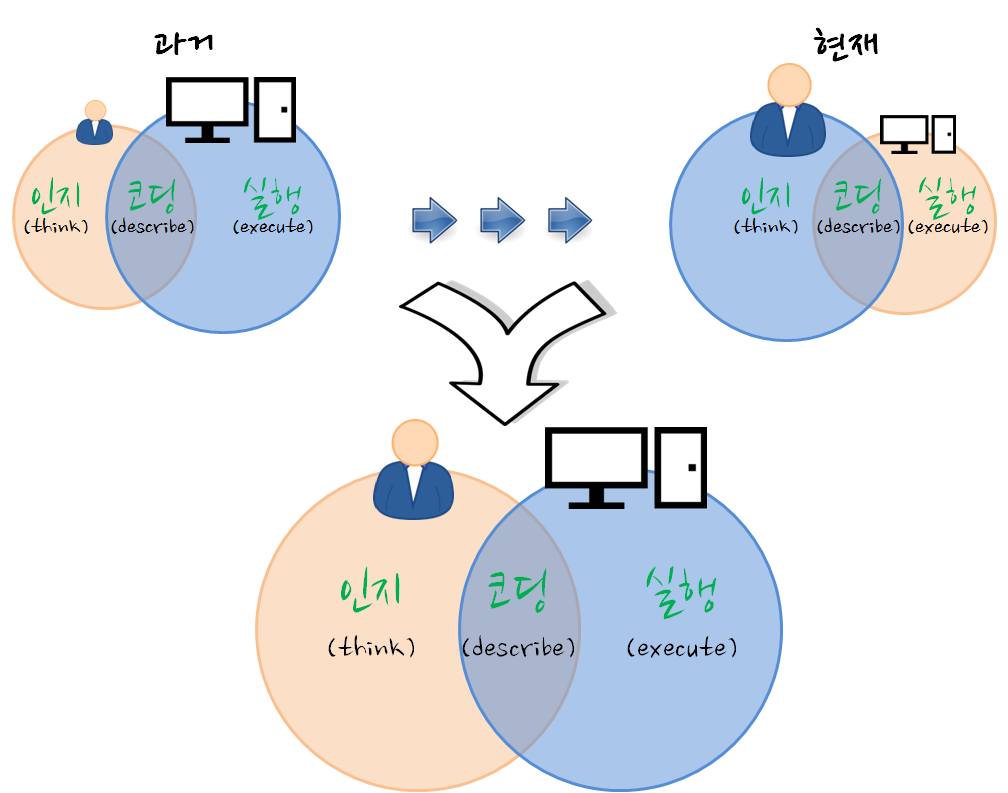 과거
현재
인지
(think)
코딩
(describe)
실행
(execute)
인지
(think)
코딩
(describe)
실행
(execute)
인지
(think)
코딩
(describe)
실행
(execute)